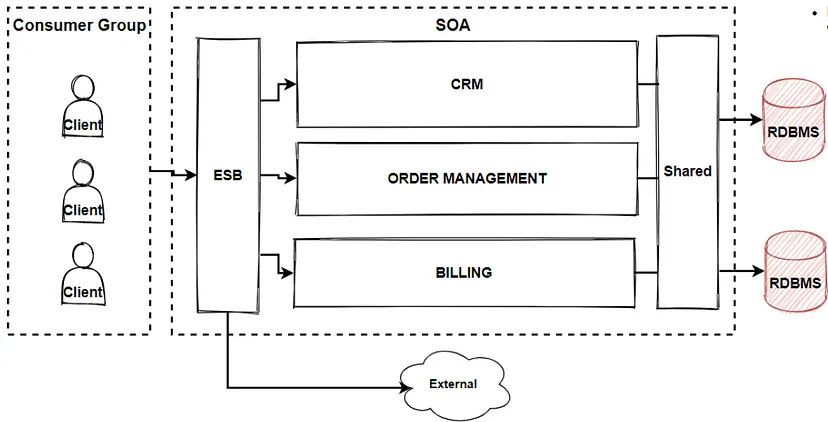 Consumer Group
SOA
Client
Client
Client
ESB
CRM
ORDER MANAGEMENT
BILLING
Shared
RDBMS
RDBMS
External